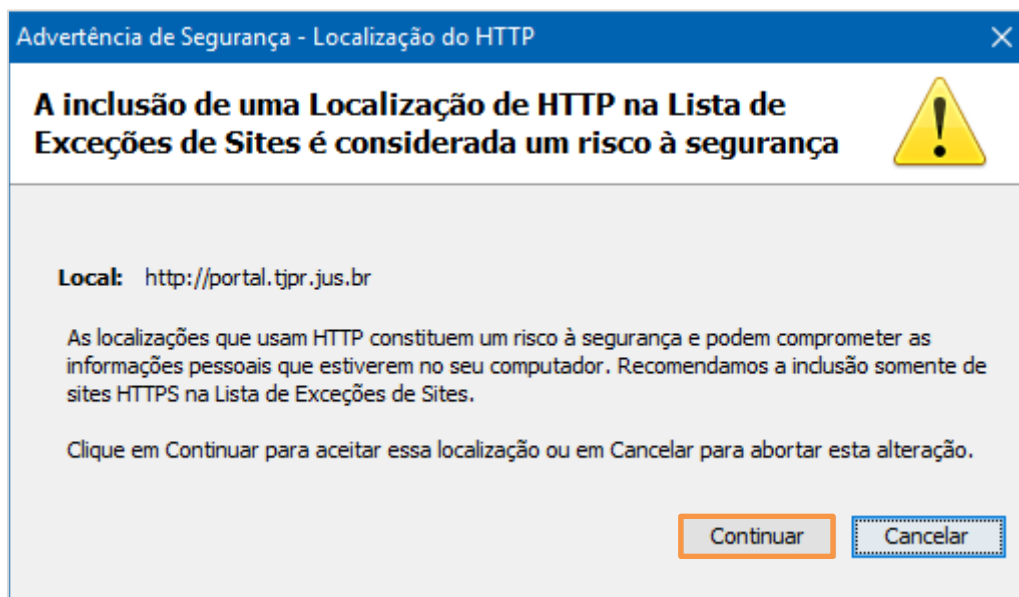 Advertência de Segurança - Localização do HTTP
A inclusão de uma Localização de HTTP na Lista de
Exceções de Sites é considerada um risco à segurança
Local: http://portal.tjpr.jus.br
As localizações que usam HTTP constituem um risco à segurança e podem comprometer as
informações pessoais que estiverem no seu computador. Recomendamos a inclusão somente de
sites HTTPS na Lista de Exceções de Sites.
Clique em Continuar para aceitar essa localização ou em Cancelar para abortar esta alteração.
Continuar Cancelar